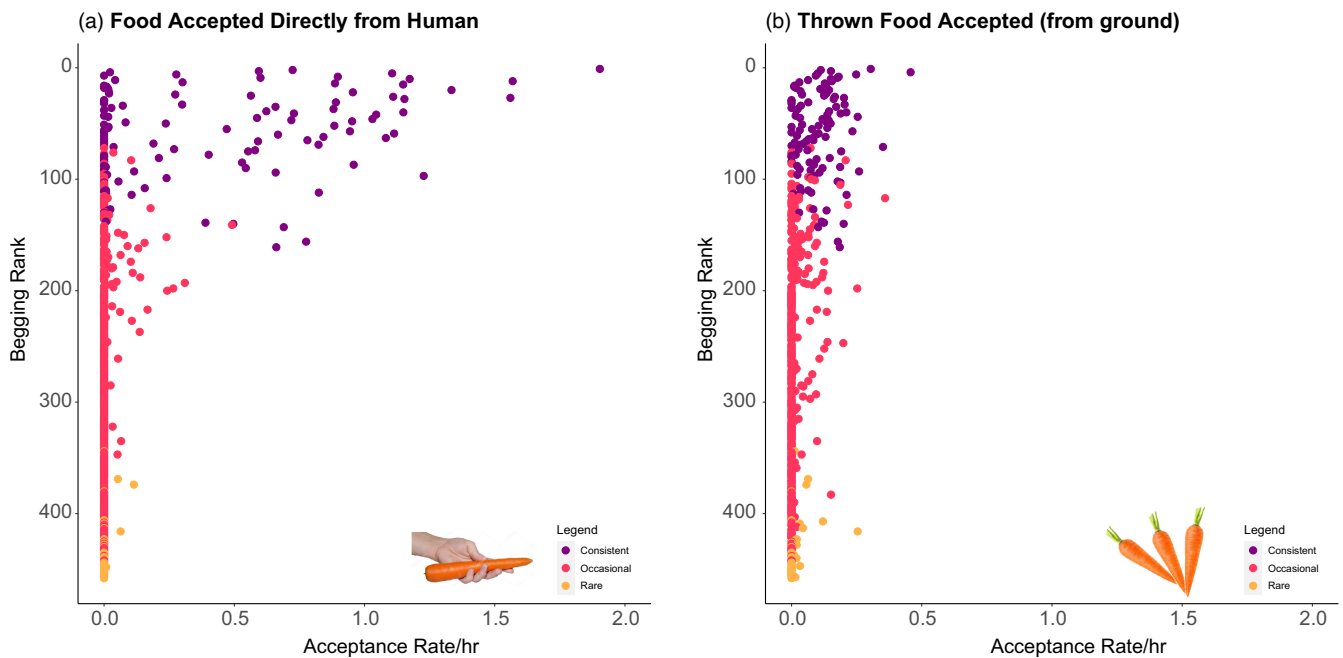 (a) Food Accepted Directly from Human
0
100
200
300
400
Begging Rank
0.0 0.5 1.0 1.5 2.0
Acceptance Rate/hr
Legend
Consistent
Occasional
Rare
(b) Thrown Food Accepted (from ground)
0
100
200
300
400
Begging Rank
0.0 0.5 1.0 1.5 2.0
Acceptance Rate/hr
Legend
Consistent
Occasional
Rare